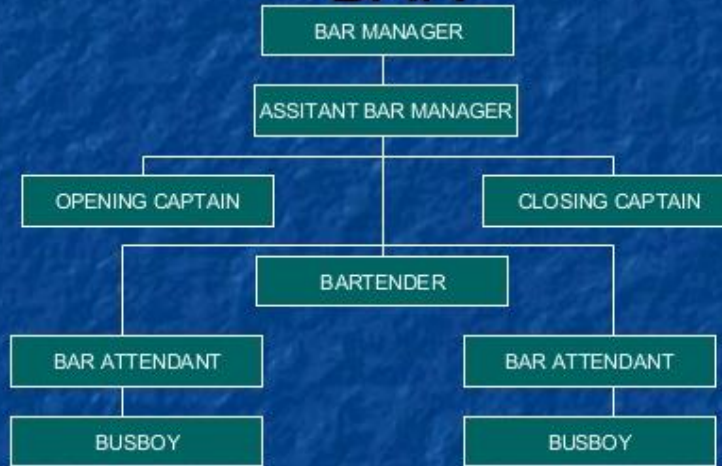 BAR MANAGER
ASSITANT BAR MANAGER
OPENING CAPTAIN
CLOSING CAPTAIN
BARTENDER
BAR ATTENDANT
BAR ATTENDANT
BUSBOY
BUSBOY